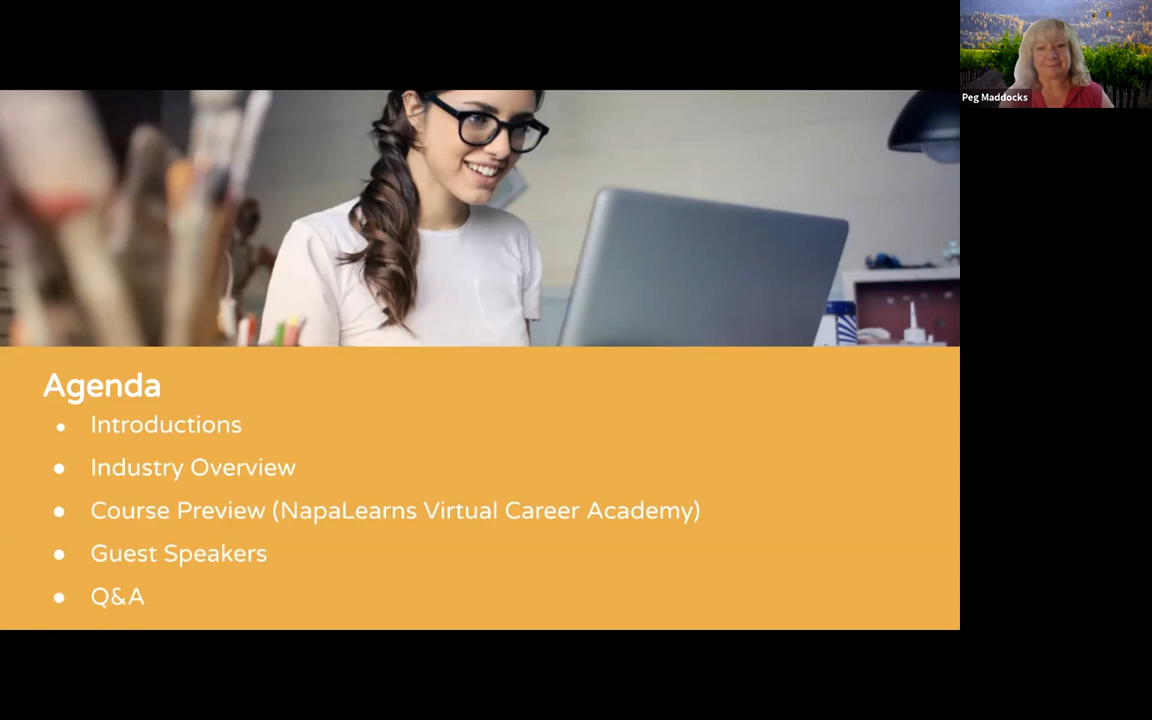 Peg Maddocks
Agenda
• Introductions
• Industry Overview
• Course Preview (NapaLearns Virtual Career Academy)
• Guest Speakers
• Q&A